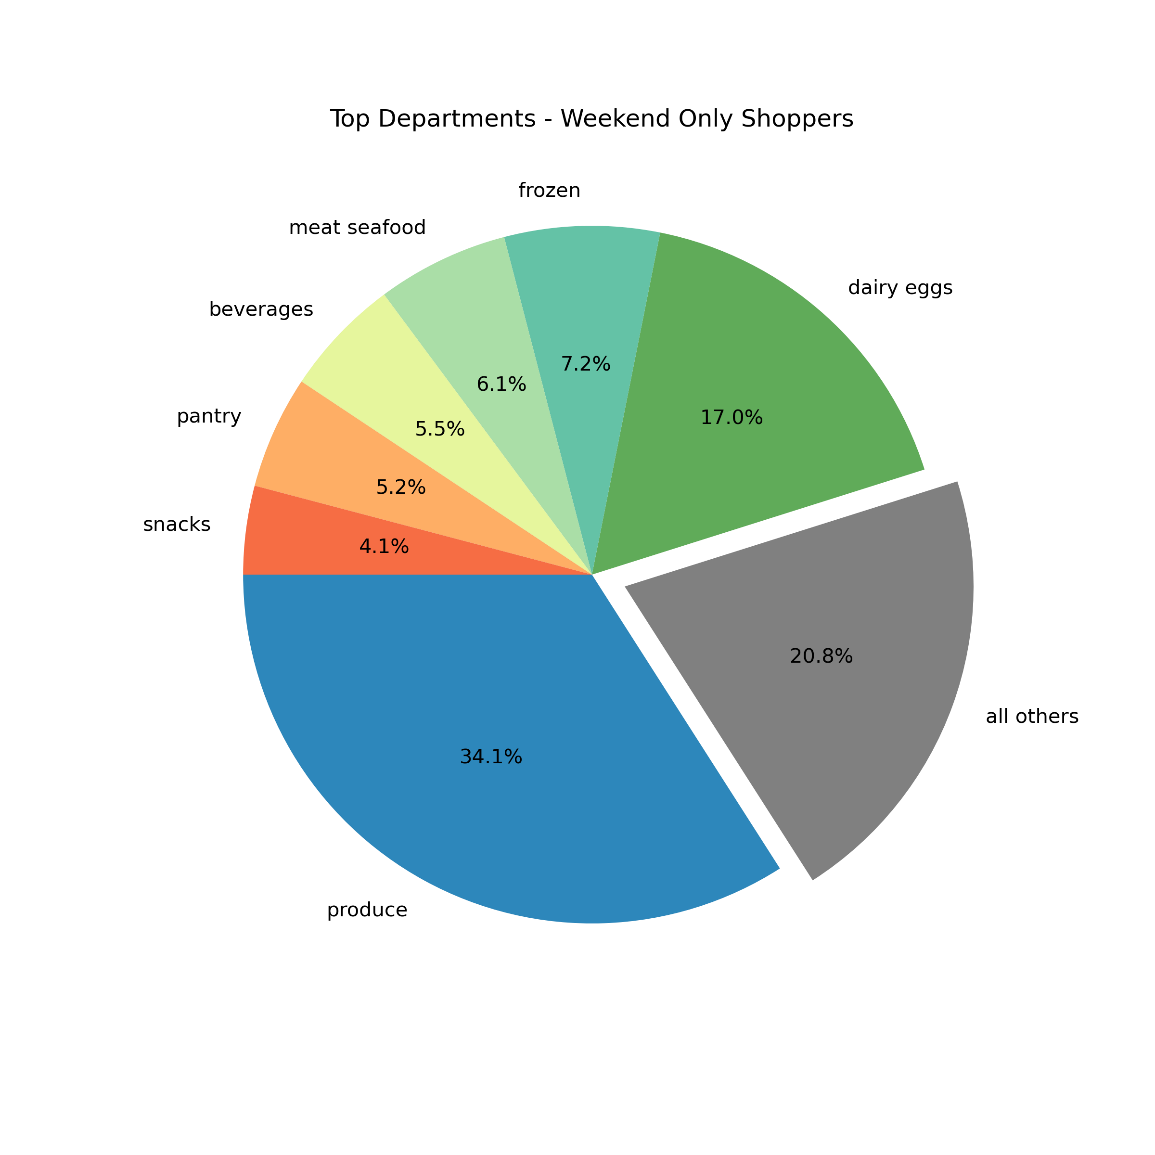 Top Departments - Weekend Only Shoppers
frozen
meat seafood
dairy eggs
beverages
7.2%
6.1%
pantry
17.0%
5.5%
5.2%
snacks
4.1%
20.8%
all others
34.1%
produce